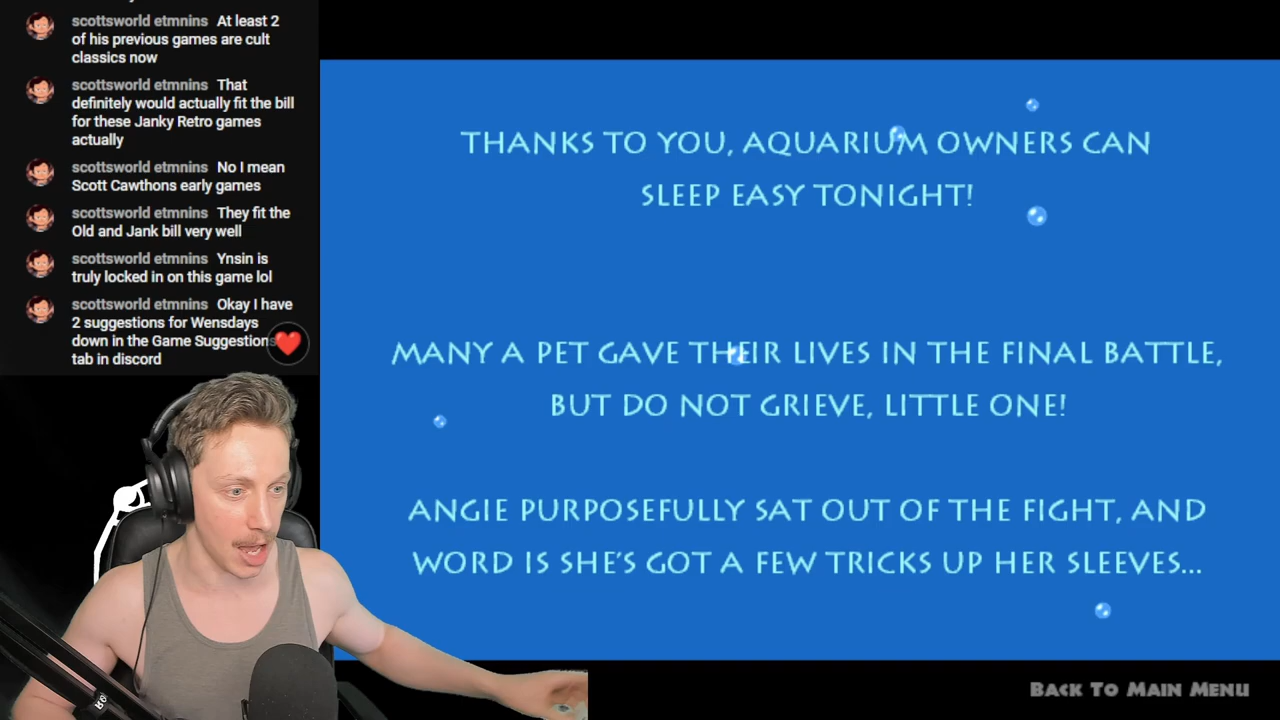 scottsworld etmnins At least 2
of his previous games are cult
classics now
scottsworld etmnins That
definitely would actually fit the bill
for these Janky Retro games
actually
scottsworld etmnins No I mean
Scott Cawthons early games
scottsworld etmnins They fit the
Old and Jank bill very well
scottsworld etmnins Ynsin is
truly locked in on this game lol
scottsworld etmnins Okay I have
2 suggestions for Wensdays
down in the Game Suggestions
tab in discord
THANKS TO YOU, AQUARIUM OWNERS CAN
SLEEP EASY TONIGHT!
MANY A PET GAVE THEIR LIVES IN THE FINAL BATTLE,
BUT DO NOT GRIEVE, LITTLE ONE!
ANGIE PURPOSEFULLY SAT OUT OF THE FIGHT, AND
WORD IS SHE'S GOT A FEW TRICKS UP HER SLEEVES...
BACK TO MAIN MENU